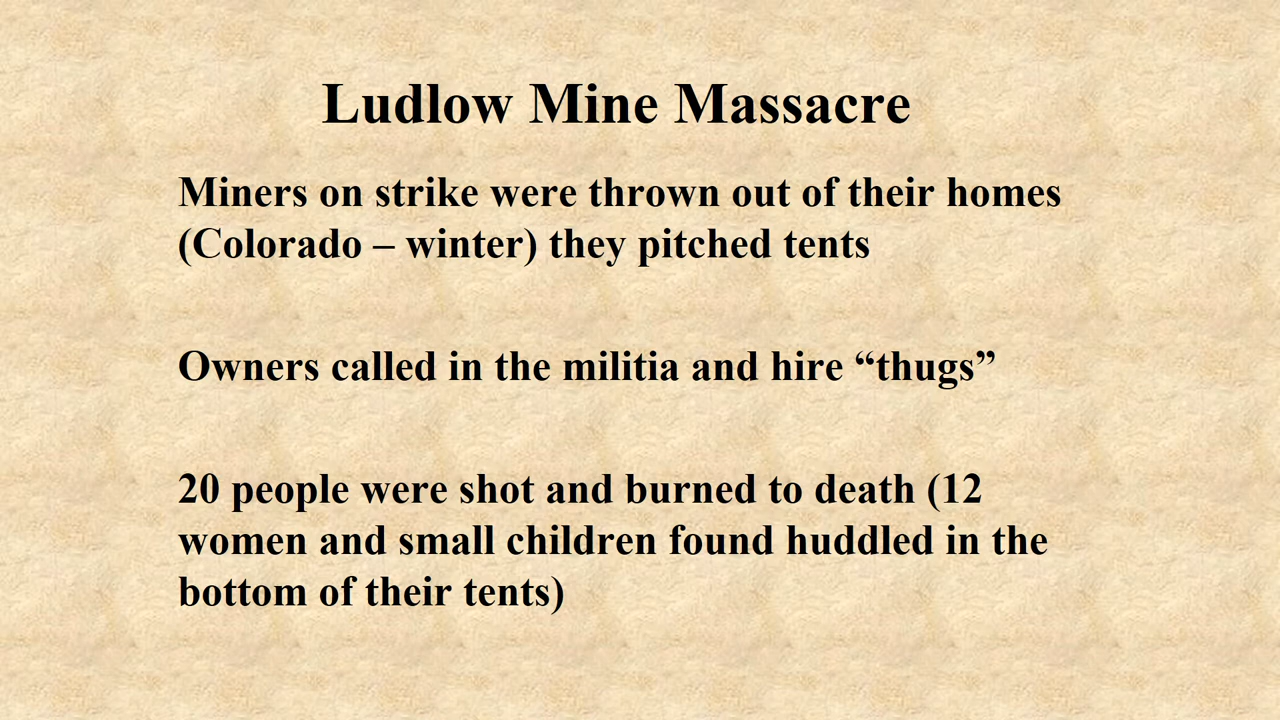 Ludlow Mine Massacre
Miners on strike were thrown out of their homes
(Colorado – winter) they pitched tents
Owners called in the militia and hire “thugs”
20 people were shot and burned to death (12
women and small children found huddled in the
bottom of their tents)